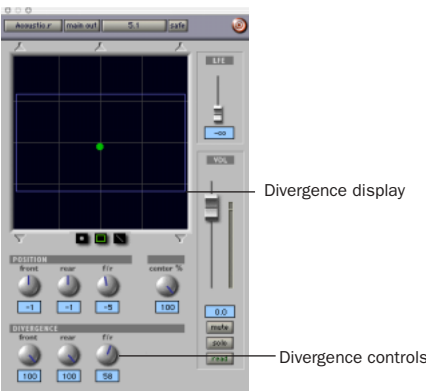 Acoustic.r main out 5.1 safe
LFE
-∞
VOL
Divergence display
POSITION
front rear f/r center %
-1 -1 -5 100
0.0
mute
solo
read
DIVERGENCE
front rear f/r
100 100 58
Divergence controls